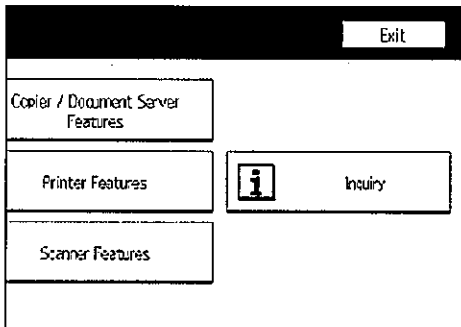 Exit
Copier / Document Server
Features
Printer Features
i
Inquiry
Scanner Features